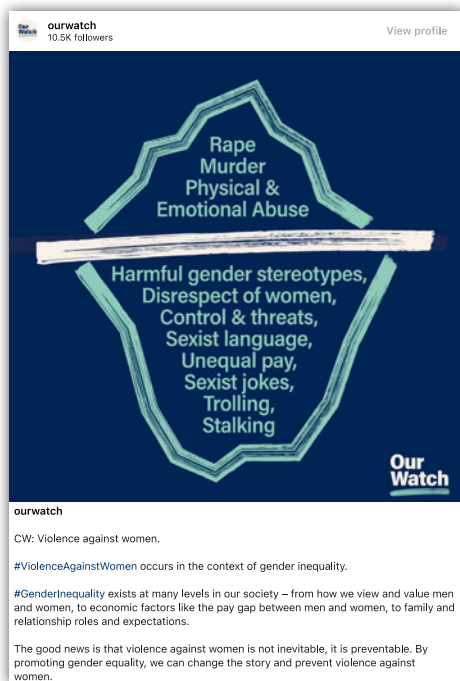 ourwatch
10.5K followers
View profile
Our
Watch
Rape
Murder
Physical &
Emotional Abuse
Harmful gender stereotypes,
Disrespect of women,
Control & threats,
Sexist language,
Unequal pay,
Sexist jokes,
Trolling,
Stalking
Our
Watch
ourwatch
CW: Violence against women.
#ViolenceAgainstWomen occurs in the context of gender inequality.
#GenderInequality exists at many levels in our society – from how we view and value men
and women, to economic factors like the pay gap between men and women, to family and
relationship roles and expectations.
The good news is that violence against women is not inevitable, it is preventable. By
promoting gender equality, we can change the story and prevent violence against
women.